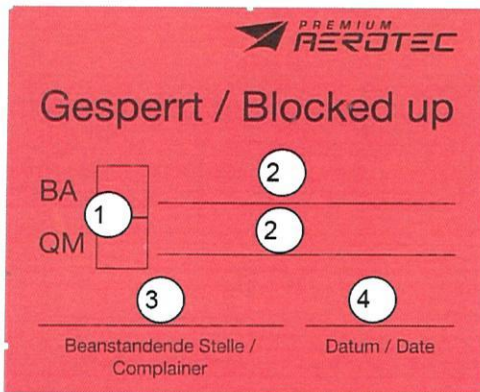 PREMIUM
AEROTEC
Gesperrt / Blocked up
BA
2
1
QM
2
3
4
Beanstandende Stelle /
Complainer
Datum / Date